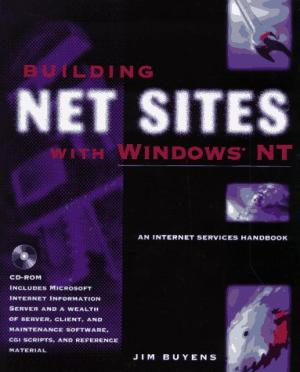 BUILDING
NET SITES
WITH WINDOWS® NT
AN INTERNET SERVICES HANDBOOK
CD-ROM
INCLUDES MICROSOFT
INTERNET INFORMATION
SERVER AND A WEALTH
OF SERVER, CLIENT, AND
MAINTENANCE SOFTWARE,
CGI SCRIPTS, AND REFERENCE
MATERIAL
JIM BUYENS